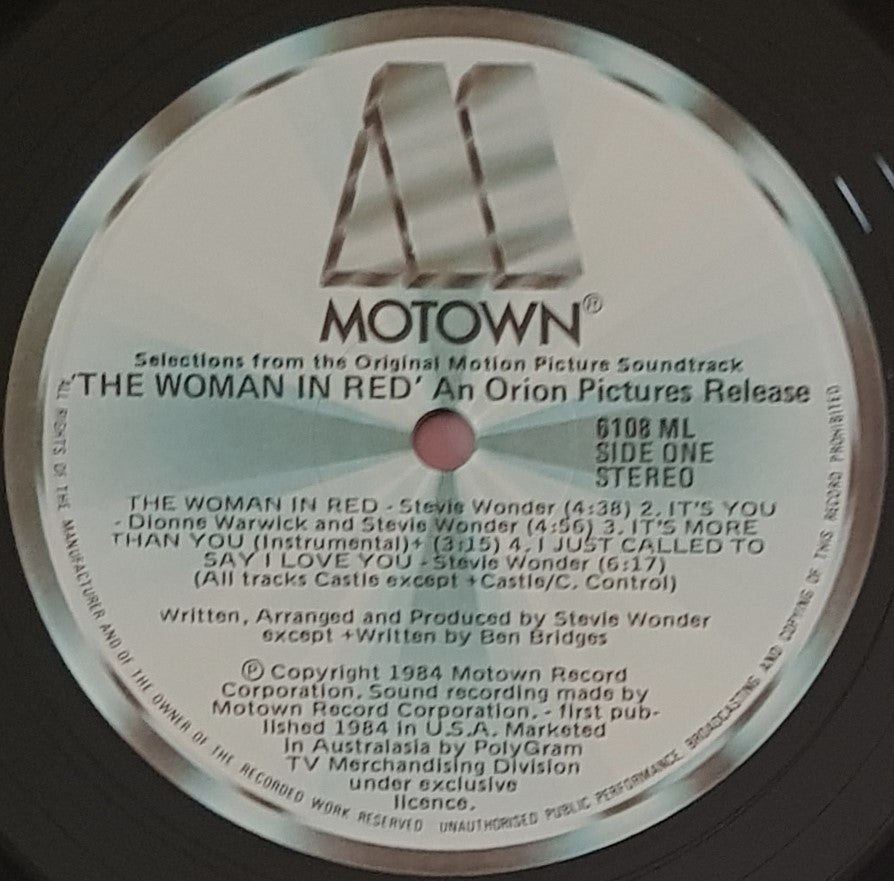 MOTOWN®
Selections from the Original Motion Picture Soundtrack
'THE WOMAN IN RED' An Orion Pictures Release
6108 ML
SIDE ONE
STEREO
THE WOMAN IN RED - Stevie Wonder (4:38) 2. IT'S YOU
- Dionne Warwick and Stevie Wonder (4:56) 3. IT'S MORE
THAN YOU (Instrumental)+ (3:15) 4. I JUST CALLED TO
SAY I LOVE YOU - Stevie Wonder (6:17)
(All tracks Castle except +Castle/C. Control)
Written, Arranged and Produced by Stevie Wonder
except +Written by Ben Bridges
Ⓟ Copyright 1984 Motown Record
Corporation. Sound recording made by
Motown Record Corporation. - first pub-
lished 1984 in U.S.A. Marketed
in Australasia by PolyGram
TV Merchandising Division
under exclusive
licence.
ALL RIGHTS OF THE MANUFACTURER AND OF THE OWNER OF THE RECORDED WORK RESERVED UNAUTHORISED PUBLIC PERFORMANCE, BROADCASTING AND COPYING OF THIS RECORD PROHIBITED